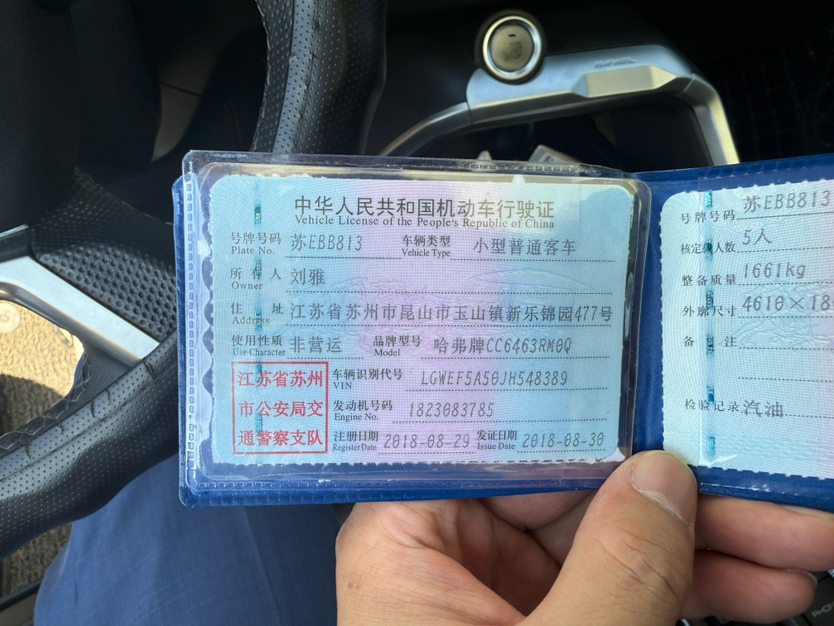 中华人民共和国机动车行驶证
Vehicle License of the People's Republic of China
号牌号码 苏EBB813 车辆类型 小型普通客车
Plate No. Vehicle Type
所有人 刘雅
Owner
住址 江苏省苏州市昆山市玉山镇新乐锦园477号
Address
使用性质 非营运 品牌型号 哈弗牌CC6463RM0Q
Use Character Model
江苏省苏州
市公安局交
通警察支队
车辆识别代号 LGWEF5A50JH548389
VIN
发动机号码 1823083785
Engine No.
注册日期 2018-08-29 发证日期 2018-08-30
Register Date Issue Date
号牌号码 苏EBB813
核定载人数 5人
整备质量 1661kg
外廓尺寸 4610×18
备注
检验记录 汽油